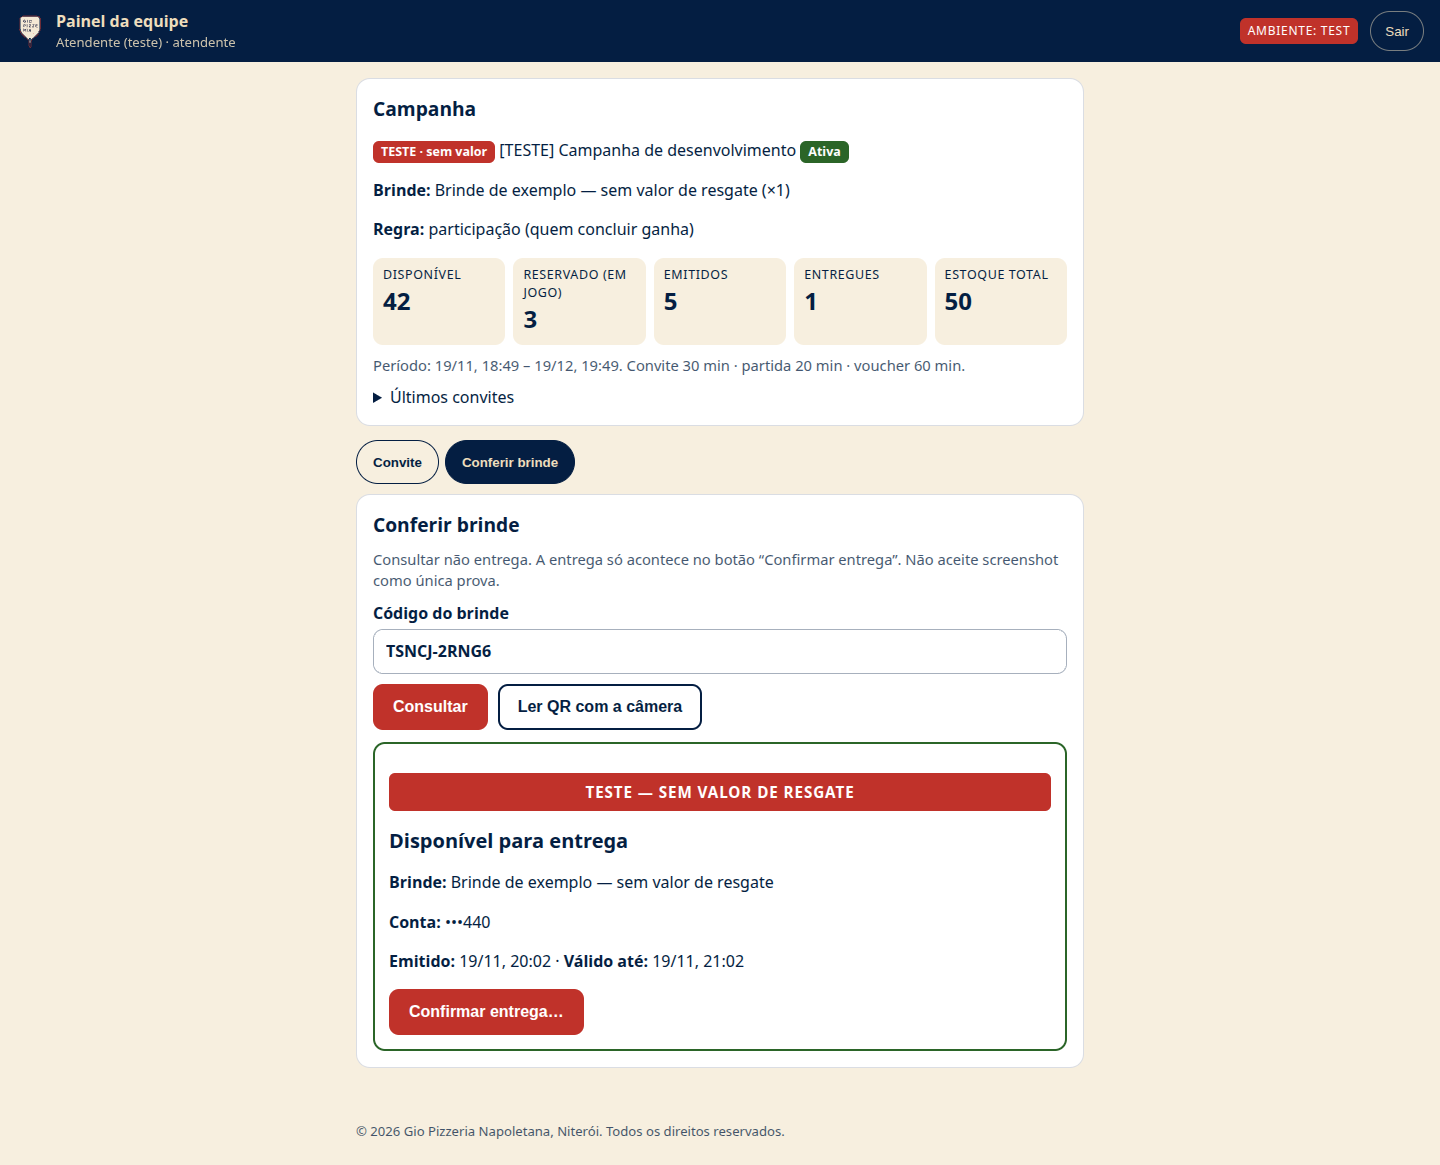 GIO
PIZZE
RIA
Painel da equipe
Atendente (teste) · atendente
AMBIENTE: TEST
Sair
Campanha
TESTE · sem valor [TESTE] Campanha de desenvolvimento Ativa
Brinde: Brinde de exemplo — sem valor de resgate (×1)
Regra: participação (quem concluir ganha)
DISPONÍVEL
42
RESERVADO (EM
JOGO)
3
EMITIDOS
5
ENTREGUES
1
ESTOQUE TOTAL
50
Período: 19/11, 18:49 – 19/12, 19:49. Convite 30 min · partida 20 min · voucher 60 min.
Últimos convites
Convite
Conferir brinde
Conferir brinde
Consultar não entrega. A entrega só acontece no botão “Confirmar entrega”. Não aceite screenshot
como única prova.
Código do brinde
TSNCJ-2RNG6
Consultar
Ler QR com a câmera
TESTE — SEM VALOR DE RESGATE
Disponível para entrega
Brinde: Brinde de exemplo — sem valor de resgate
Conta: •••440
Emitido: 19/11, 20:02 · Válido até: 19/11, 21:02
Confirmar entrega…
© 2026 Gio Pizzeria Napoletana, Niterói. Todos os direitos reservados.